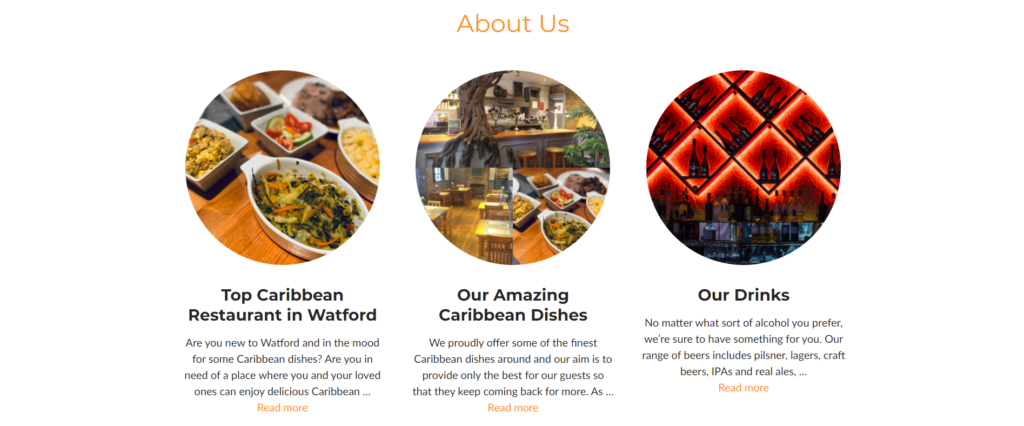 About Us
Top Caribbean
Restaurant in Watford
Are you new to Watford and in the mood
for some Caribbean dishes? Are you in
need of a place where you and your loved
ones can enjoy delicious Caribbean ...
Read more
Our Amazing
Caribbean Dishes
We proudly offer some of the finest
Caribbean dishes around and our aim is to
provide only the best for our guests so
that they keep coming back for more. As ...
Read more
Our Drinks
No matter what sort of alcohol you prefer,
we're sure to have something for you. Our
range of beers includes pilsner, lagers, craft
beers, IPAs and real ales, ...
Read more